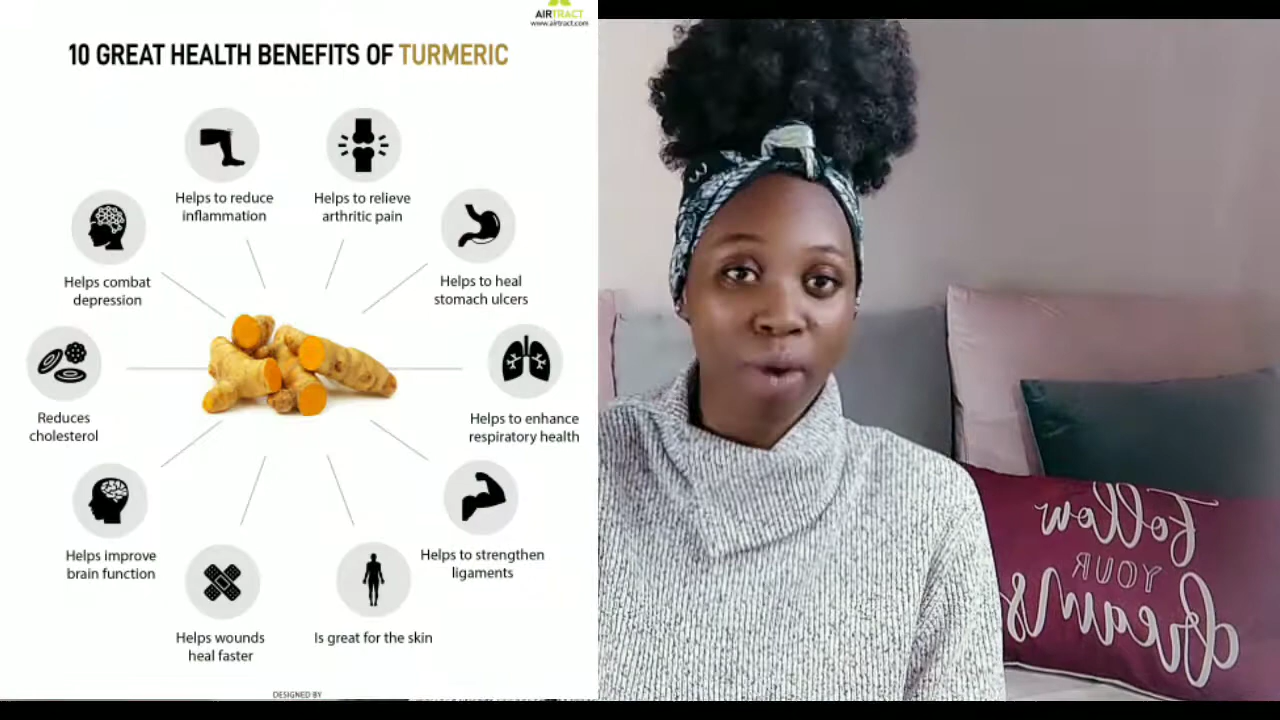 AIRTRACT
www.airtract.com
10 GREAT HEALTH BENEFITS OF TURMERIC
Helps to reduce
inflammation
Helps to relieve
arthritic pain
Helps combat
depression
Helps to heal
stomach ulcers
Reduces
cholesterol
Helps to enhance
respiratory health
Helps improve
brain function
Helps to strengthen
ligaments
Helps wounds
heal faster
Is great for the skin
DESIGNED BY
Follow
YOUR
dreams